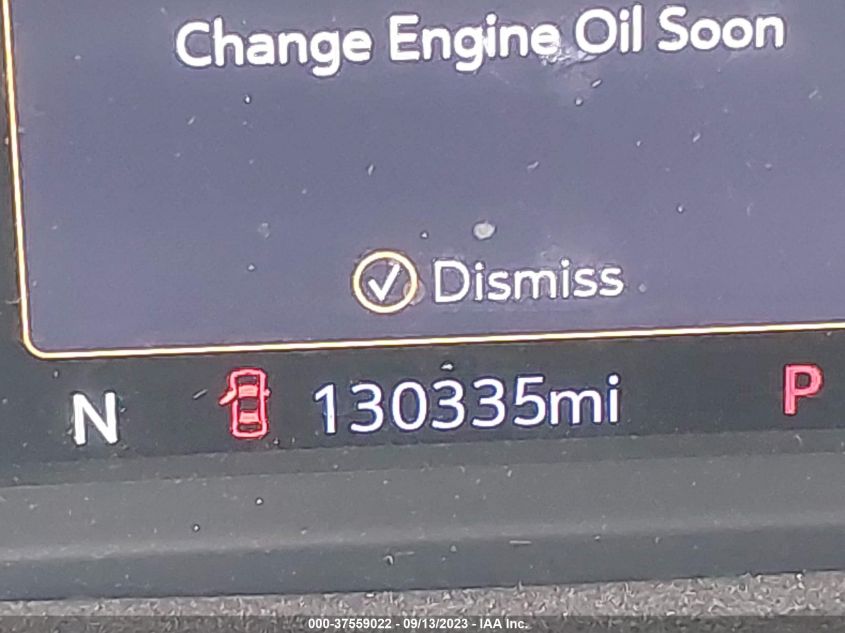 Change Engine Oil Soon
Dismiss
N 130335mi P
000-37559022 - 09/13/2023 - IAA Inc.